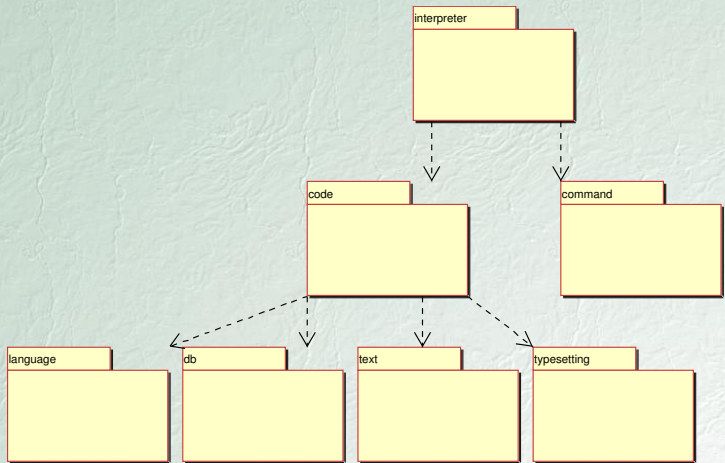 interpreter
code
command
language
db
text
typesetting